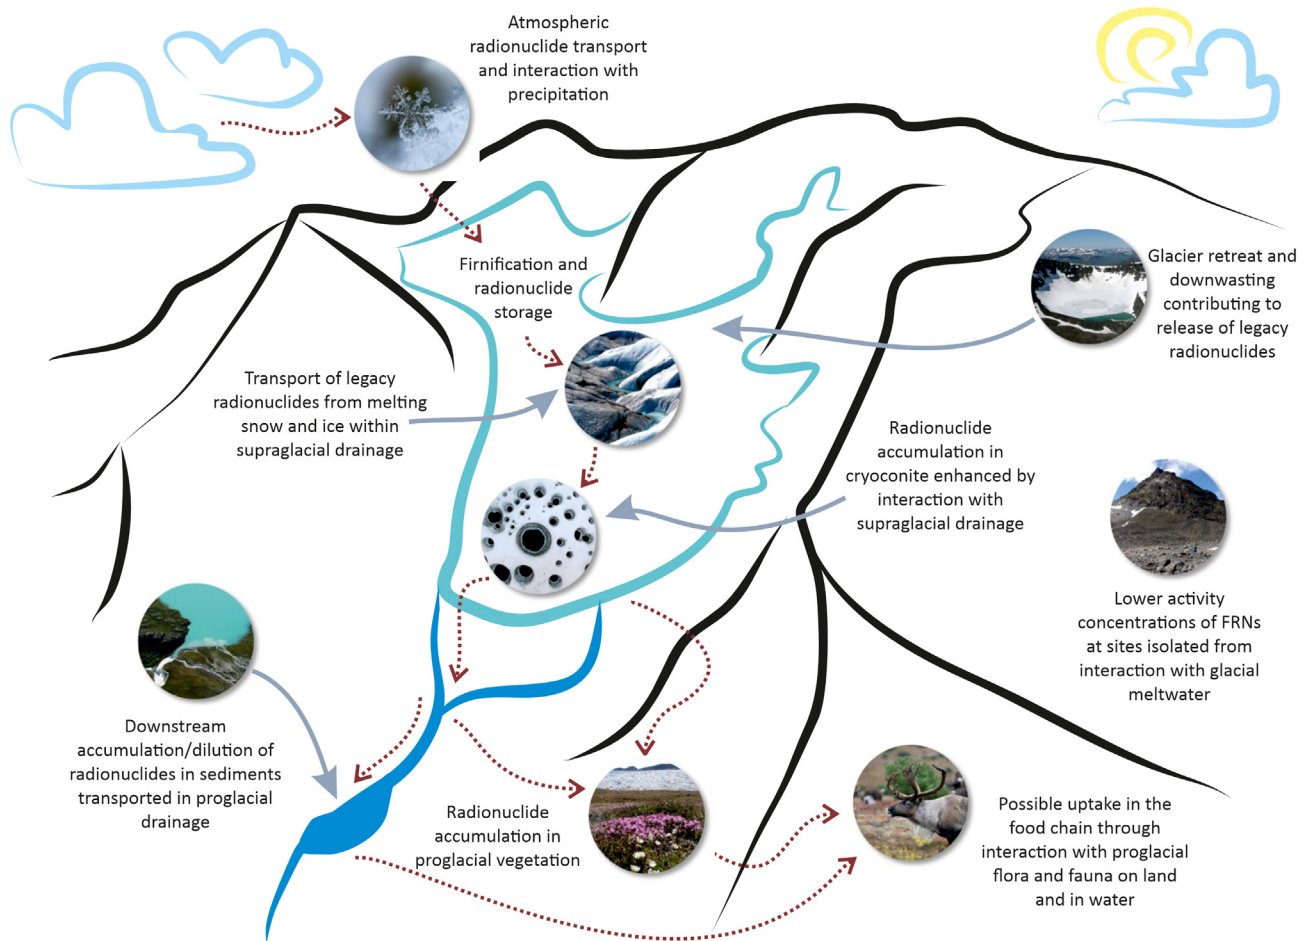 Atmospheric
radionuclide transport
and interaction with
precipitation
Firnification and
radionuclide
storage
Glacier retreat and
downwasting
contributing to
release of legacy
radionuclides
Transport of legacy
radionuclides from melting
snow and ice within
supraglacial drainage
Radionuclide
accumulation in
cryoconite enhanced by
interaction with
supraglacial drainage
Lower activity
concentrations of FRNs
at sites isolated from
interaction with glacial
meltwater
Downstream
accumulation/dilution of
radionuclides in sediments
transported in proglacial
drainage
Radionuclide
accumulation in
proglacial vegetation
Possible uptake in the
food chain through
interaction with proglacial
flora and fauna on land
and in water